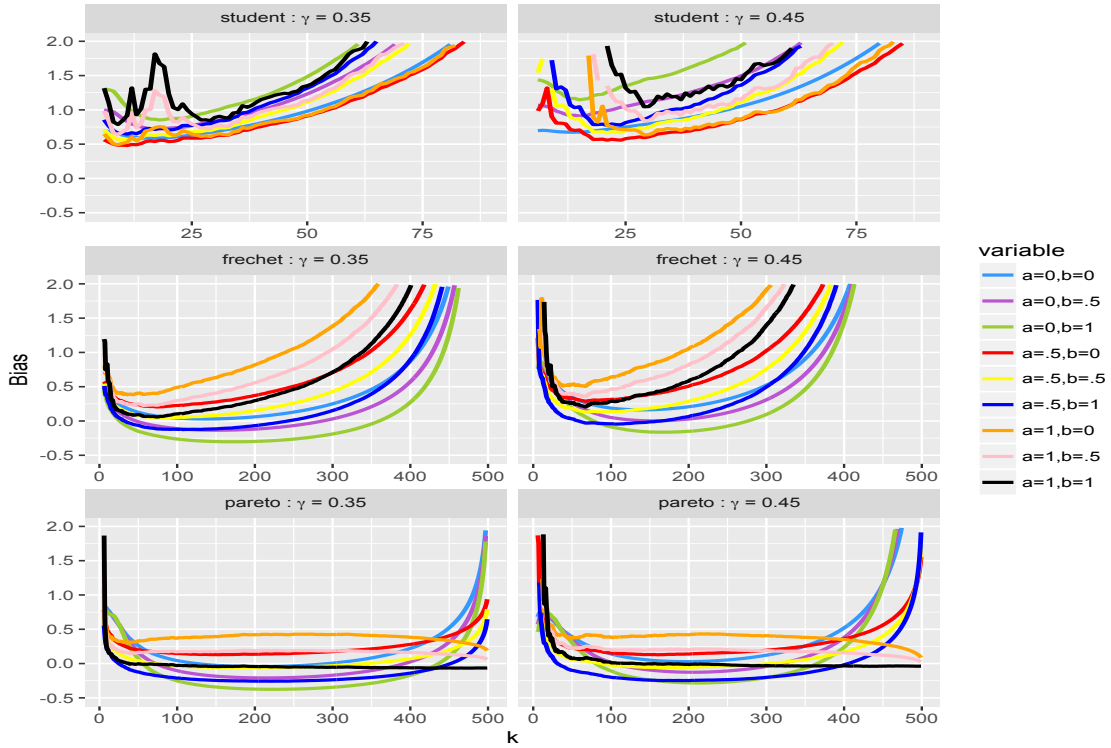 student : γ = 0.35
student : γ = 0.45
2.0
1.5
1.0
0.5
0.0
-0.5
25
50
75
25
50
75
frechet : γ = 0.35
frechet : γ = 0.45
2.0
1.5
1.0
0.5
0.0
-0.5
0
100
200
300
400
500
0
100
200
300
400
500
pareto : γ = 0.35
pareto : γ = 0.45
2.0
1.5
1.0
0.5
0.0
-0.5
0
100
200
300
400
500
0
100
200
300
400
500
Bias
k
variable
a=0,b=0
a=0,b=.5
a=0,b=1
a=.5,b=0
a=.5,b=.5
a=.5,b=1
a=1,b=0
a=1,b=.5
a=1,b=1